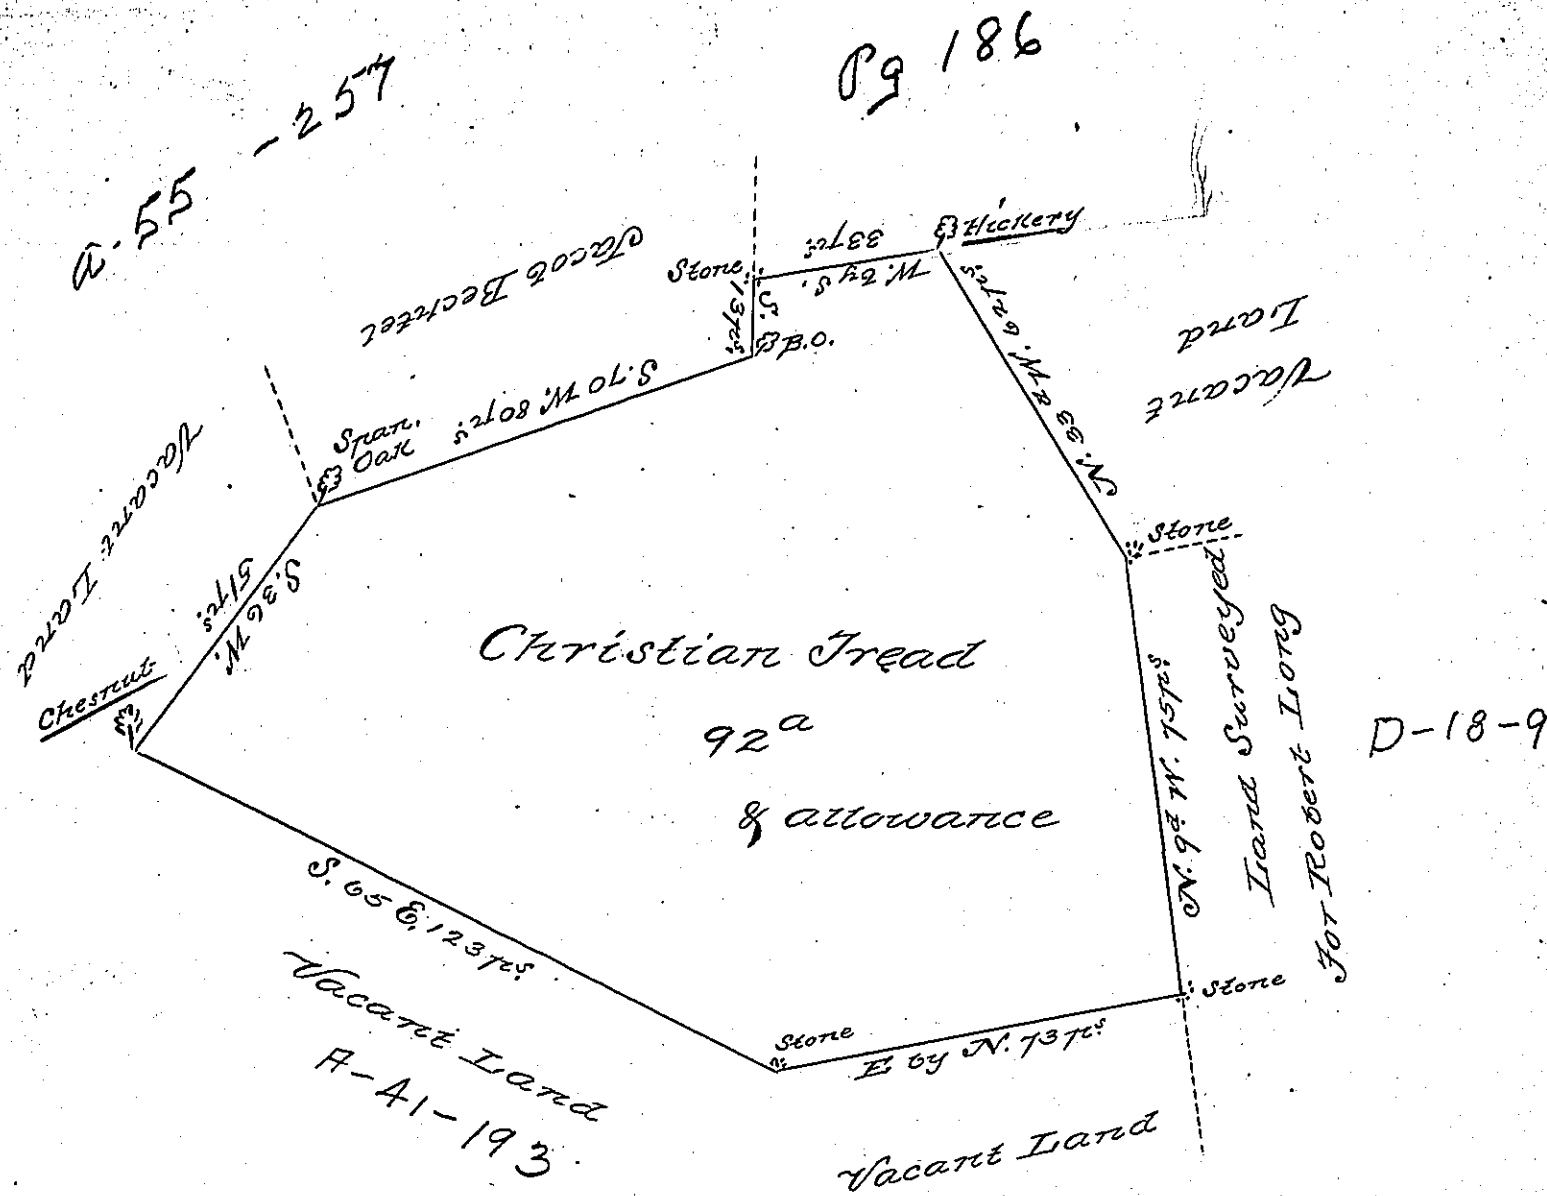 A-55 -257
Pg 186
Jacob Bechtel
Stone
13 ps.
S.
B.O.
33 ps.
W. by S.
Hickery
N. 33 W. 62 ps.
Vacant
Land
Span.
Oak
S. 70 W. 80 ps.
Vacant Land
S. 36 W.
51 ps.
Chesnut
Christian Tread
92 a
& allowance
Stone
N. W. 75 ps.
Land Surveyed
For Robert Long
D-18-9
S. 65 E. 123 ps.
Vacant Land
A-41-193
Stone
E by N. 73 ps
Stone
Vacant Land